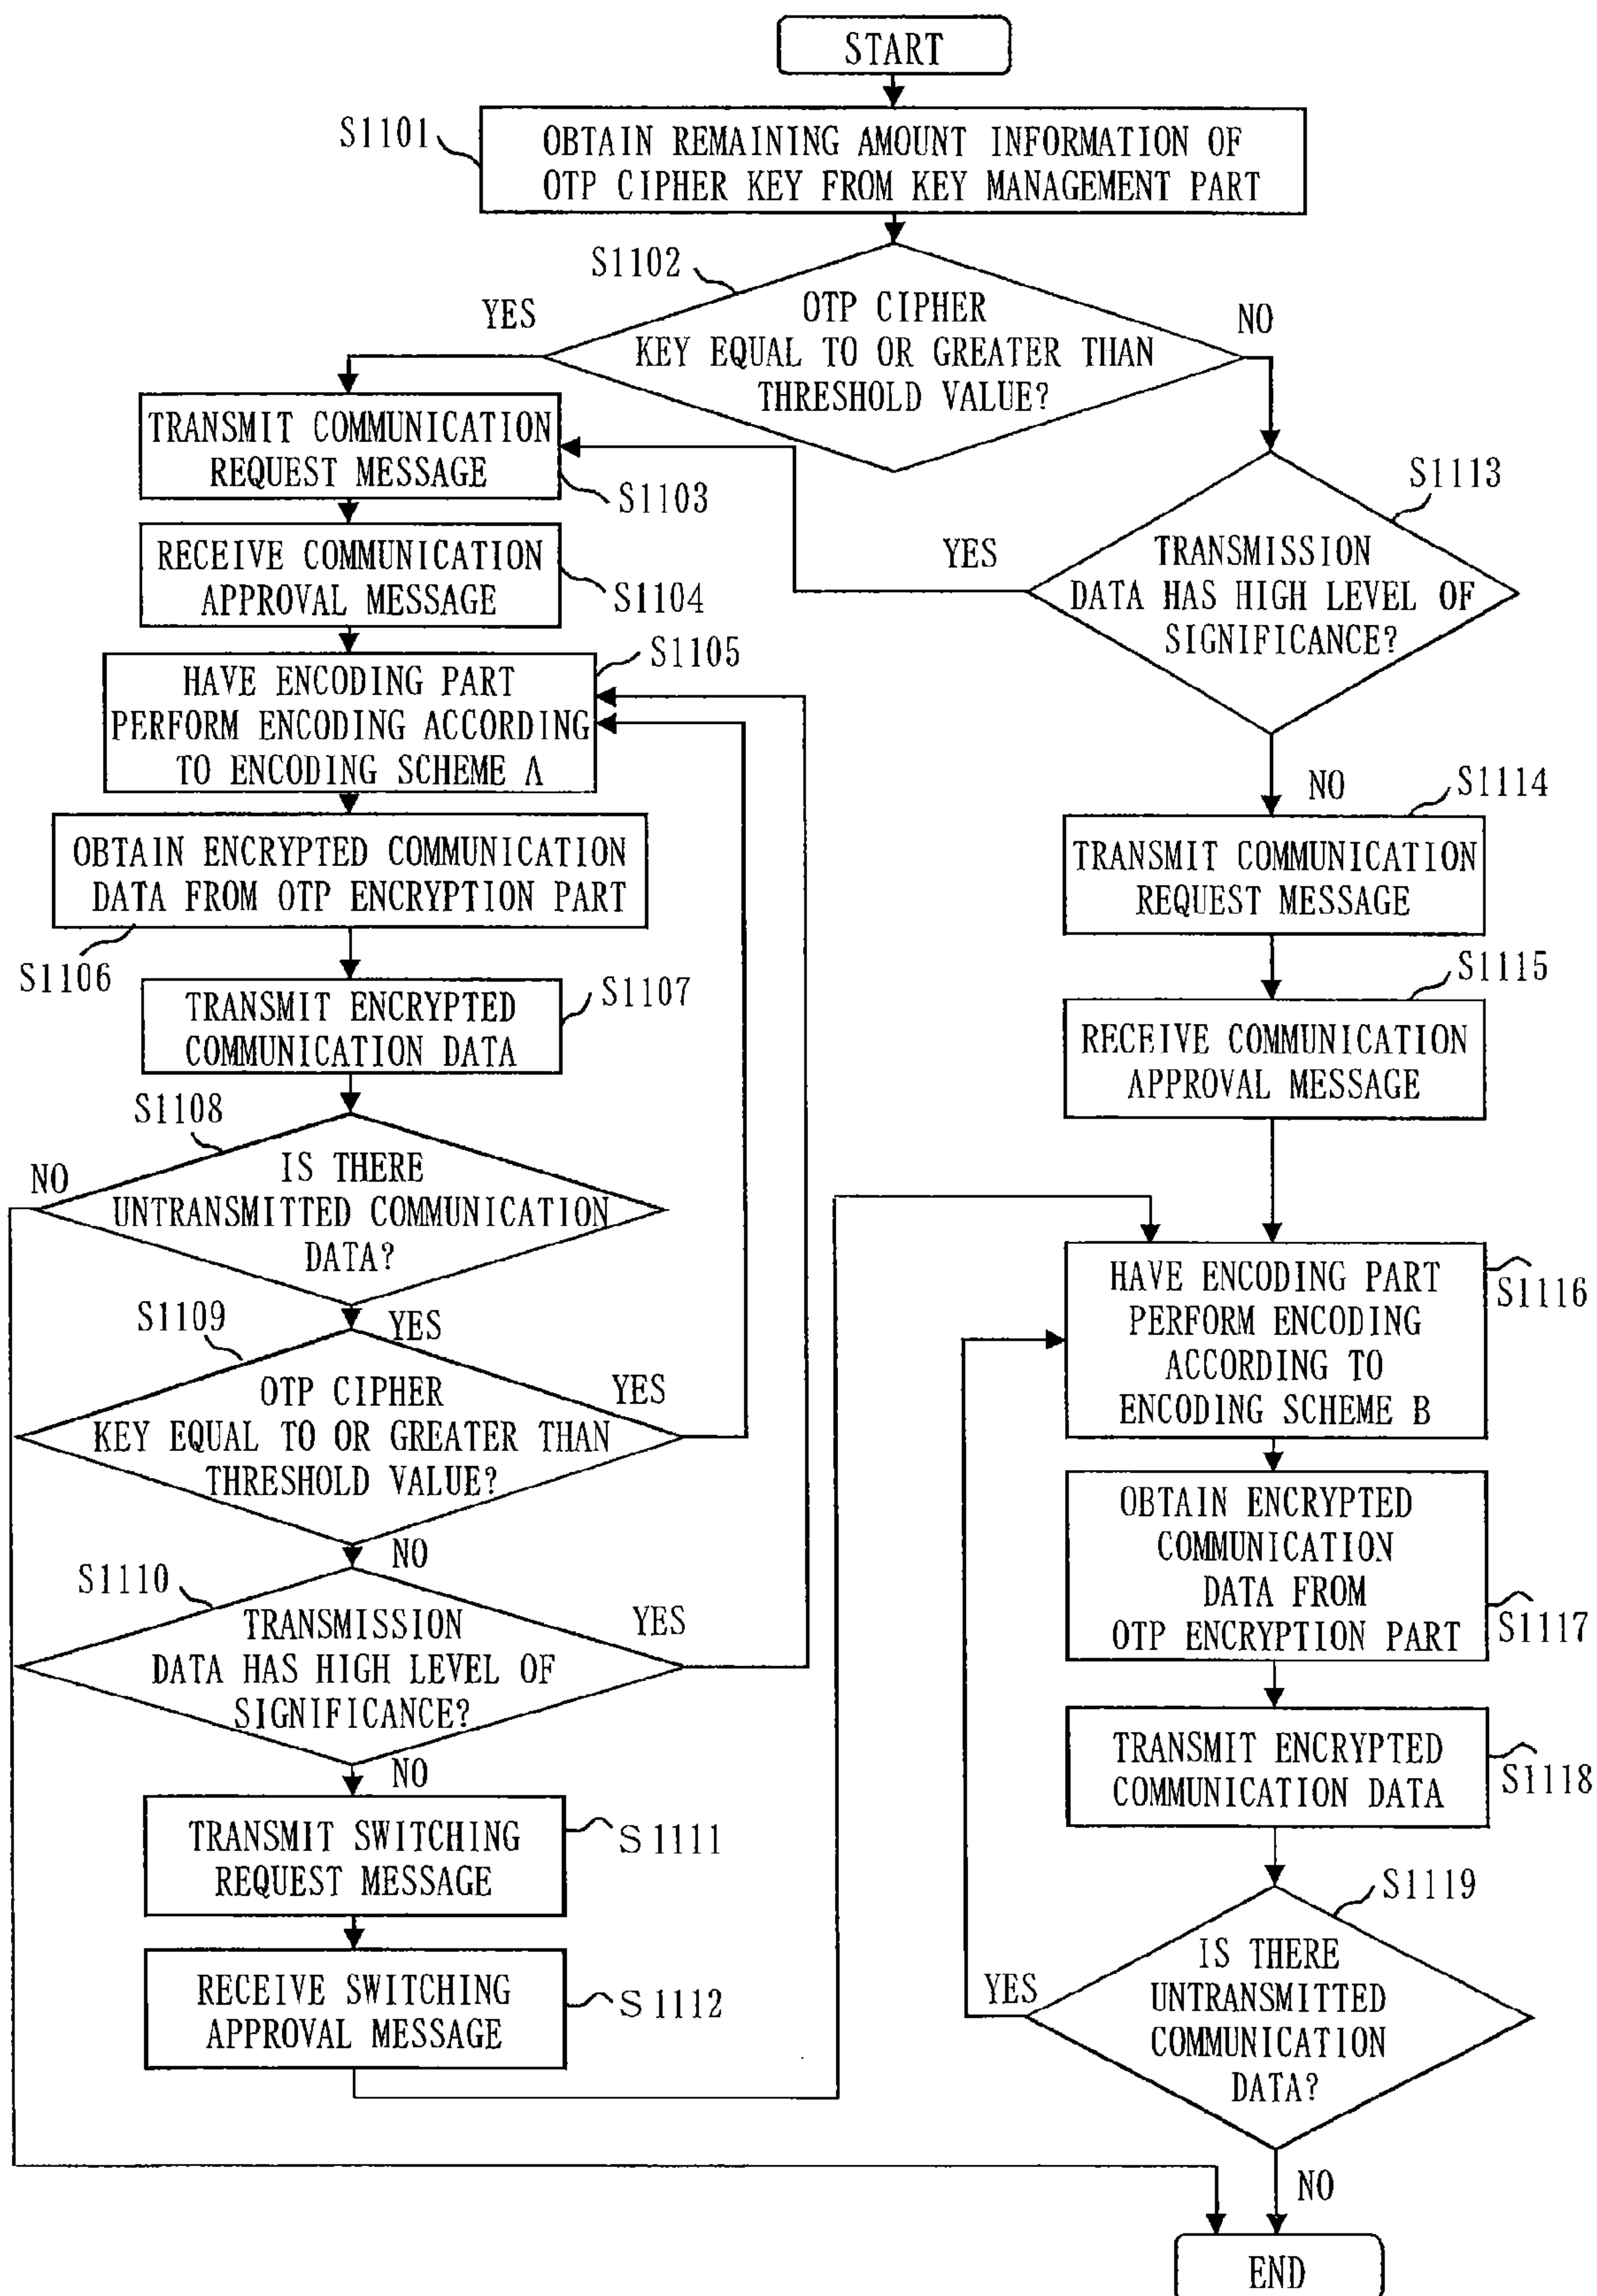 START
S1101
OBTAIN REMAINING AMOUNT INFORMATION OF
OTP CIPHER KEY FROM KEY MANAGEMENT PART
S1102
YES
OTP CIPHER
KEY EQUAL TO OR GREATER THAN
THRESHOLD VALUE?
NO
TRANSMIT COMMUNICATION
REQUEST MESSAGE
S1103
RECEIVE COMMUNICATION
APPROVAL MESSAGE
S1104
HAVE ENCODING PART
PERFORM ENCODING ACCORDING
TO ENCODING SCHEME A
S1105
OBTAIN ENCRYPTED COMMUNICATION
DATA FROM OTP ENCRYPTION PART
S1106
TRANSMIT ENCRYPTED
COMMUNICATION DATA
S1107
S1108
NO
IS THERE
UNTRANSMITTED COMMUNICATION
DATA?
YES
S1109
OTP CIPHER
KEY EQUAL TO OR GREATER THAN
THRESHOLD VALUE?
YES
NO
S1110
TRANSMISSION
DATA HAS HIGH LEVEL OF
SIGNIFICANCE?
YES
NO
TRANSMIT SWITCHING
REQUEST MESSAGE
S1111
RECEIVE SWITCHING
APPROVAL MESSAGE
S1112
S1113
YES
TRANSMISSION
DATA HAS HIGH LEVEL OF
SIGNIFICANCE?
NO
S1114
TRANSMIT COMMUNICATION
REQUEST MESSAGE
S1115
RECEIVE COMMUNICATION
APPROVAL MESSAGE
HAVE ENCODING PART
PERFORM ENCODING
ACCORDING TO
ENCODING SCHEME B
S1116
OBTAIN ENCRYPTED
COMMUNICATION
DATA FROM
OTP ENCRYPTION PART
S1117
TRANSMIT ENCRYPTED
COMMUNICATION DATA
S1118
S1119
YES
IS THERE
UNTRANSMITTED
COMMUNICATION
DATA?
NO
END